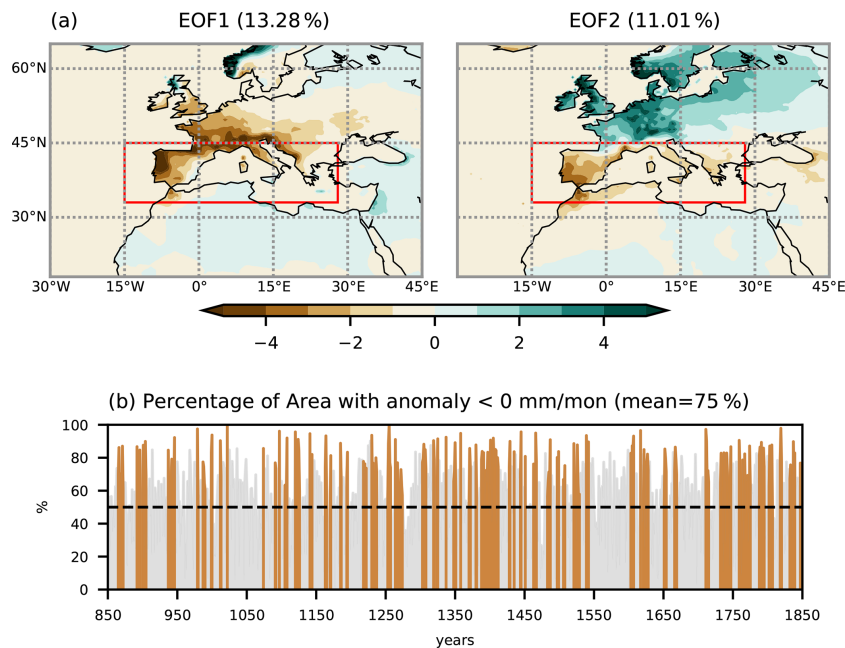 (a) EOF1 (13.28 %) EOF2 (11.01 %)
60°N
45°N
30°N
30°W 15°W 0° 15°E 30°E 45°E 15°W 0° 15°E 30°E 45°E
−4 −2 0 2 4
(b) Percentage of Area with anomaly < 0 mm/mon (mean=75 %)
100
80
60
40
20
0
%
850 950 1050 1150 1250 1350 1450 1550 1650 1750 1850
years